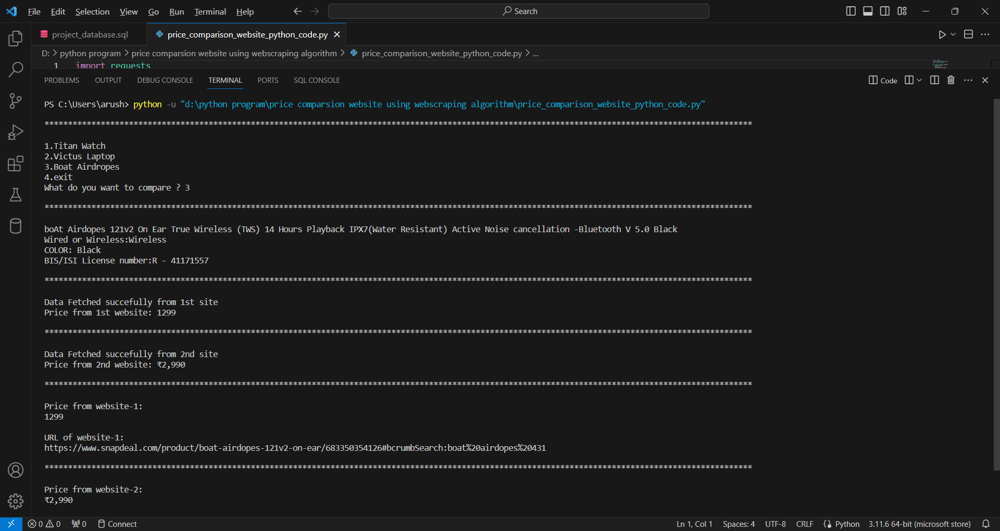 File Edit Selection View Go Run Terminal Help Search
project_database.sql price_comparison_website_python_code.py
D: > python program > price comparsion website using webscraping algorithm > price_comparison_website_python_code.py > ...
1 import requests
PROBLEMS OUTPUT DEBUG CONSOLE TERMINAL PORTS SQL CONSOLE Code
PS C:\Users\arush> python -u "d:\python program\price comparsion website using webscraping algorithm\price_comparison_website_python_code.py"
*******************************************************************************************************************************************************
1.Titan Watch
2.Victus Laptop
3.Boat Airdropes
4.exit
What do you want to compare ? 3
*******************************************************************************************************************************************************
boAt Airdopes 121v2 On Ear True Wireless (TWS) 14 Hours Playback IPX7(Water Resistant) Active Noise cancellation -Bluetooth V 5.0 Black
Wired or Wireless:Wireless
COLOR: Black
BIS/ISI License number:R - 41171557
*******************************************************************************************************************************************************
Data Fetched succefully from 1st site
Price from 1st website: 1299
*******************************************************************************************************************************************************
Data Fetched succefully from 2nd site
Price from 2nd website: ₹2,990
*******************************************************************************************************************************************************
Price from website-1:
1299
URL of website-1:
https://www.snapdeal.com/product/boat-airdopes-121v2-on-ear/683350354126#bcrumbSearch:boat%20airdopes%20431
*******************************************************************************************************************************************************
Price from website-2:
₹2,990
0 0 0 Connect Ln 1, Col 1 Spaces: 4 UTF-8 CRLF Python 3.11.6 64-bit (microsoft store)